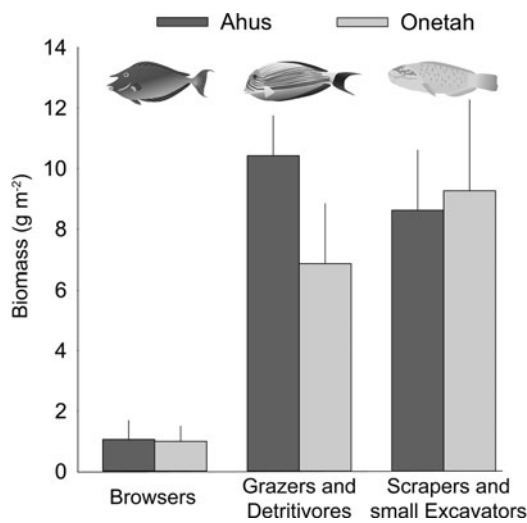 Ahus
Onetah
Biomass (g m⁻²)
14
12
10
8
6
4
2
0
Browsers
Grazers and
Detritivores
Scrapers and
small Excavators